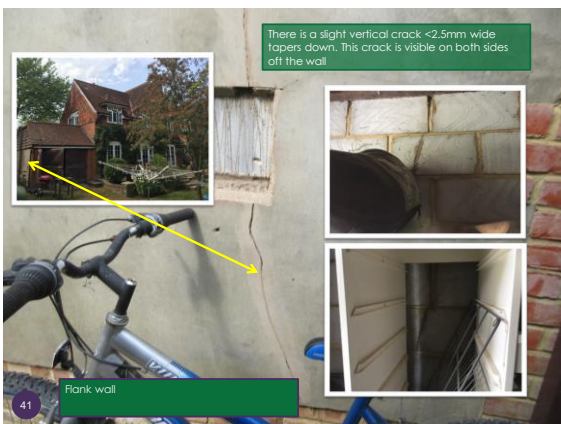 There is a slight vertical crack <2.5mm wide
tapers down. This crack is visible on both sides
oft the wall
Flank wall
41